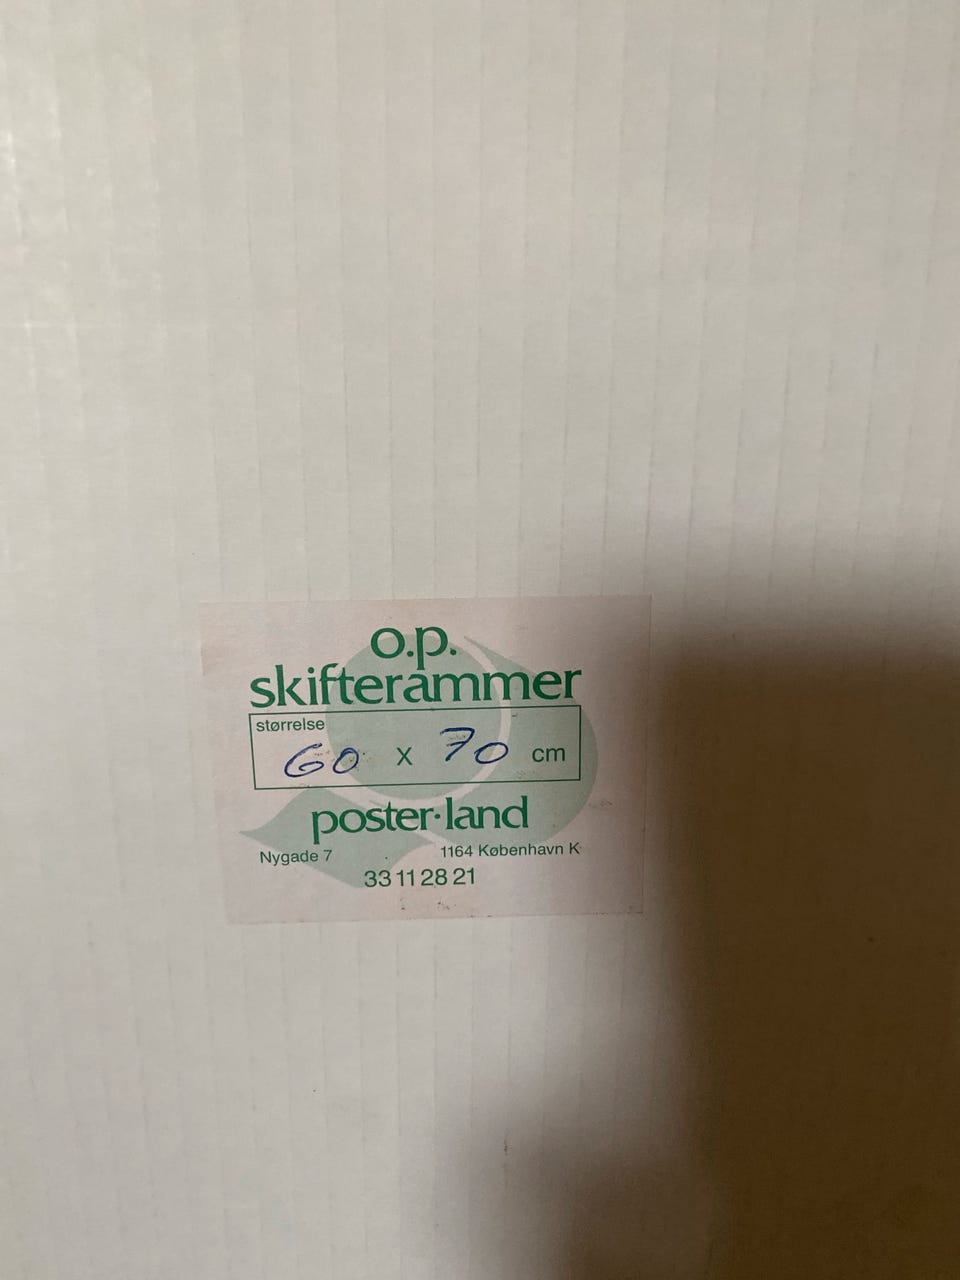 o.p.
skifterammer
størrelse
60 x 70 cm
poster·land
Nygade 7 1164 København K
33 11 28 21